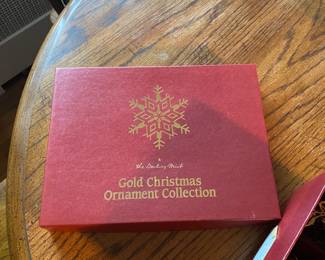 The Danbury Mint
Gold Christmas
Ornament Collection